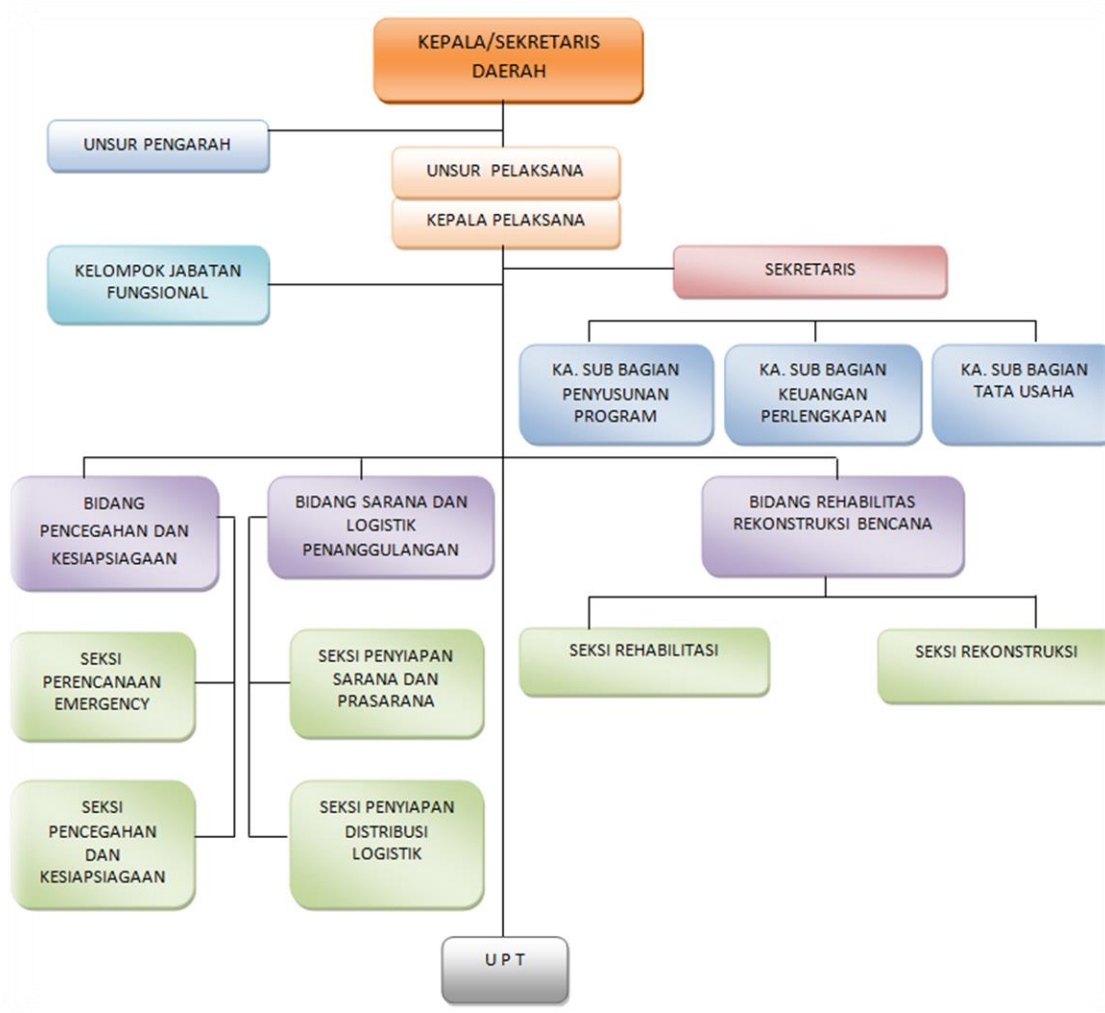 KEPALA/SEKRETARIS
DAERAH
UNSUR PENGARAH
UNSUR PELAKSANA
KEPALA PELAKSANA
KELOMPOK JABATAN
FUNGSIONAL
SEKRETARIS
KA. SUB BAGIAN
PENYUSUNAN
PROGRAM
KA. SUB BAGIAN
KEUANGAN
PERLENGKAPAN
KA. SUB BAGIAN
TATA USAHA
BIDANG
PENCEGAHAN DAN
KESIAPSIAGAAN
BIDANG SARANA DAN
LOGISTIK
PENANGGULANGAN
BIDANG REHABILITAS
REKONSTRUKSI BENCANA
SEKSI
PERENCANAAN
EMERGENCY
SEKSI PENYIAPAN
SARANA DAN
PRASARANA
SEKSI REHABILITASI
SEKSI REKONSTRUKSI
SEKSI
PENCEGAHAN
DAN
KESIAPSIAGAAN
SEKSI PENYIAPAN
DISTRIBUSI
LOGISTIK
U P T